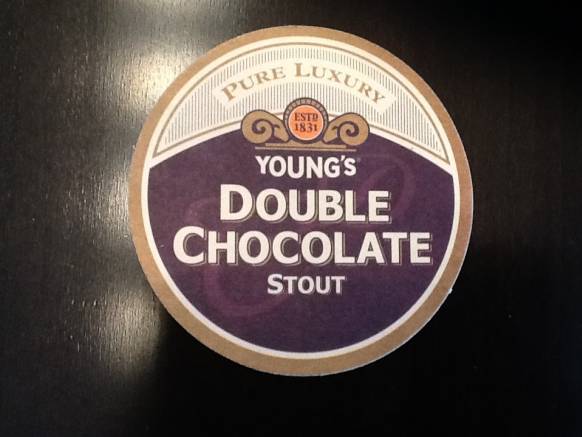 PURE LUXURY
ESTD
1831
YOUNG'S
DOUBLE
CHOCOLATE
STOUT